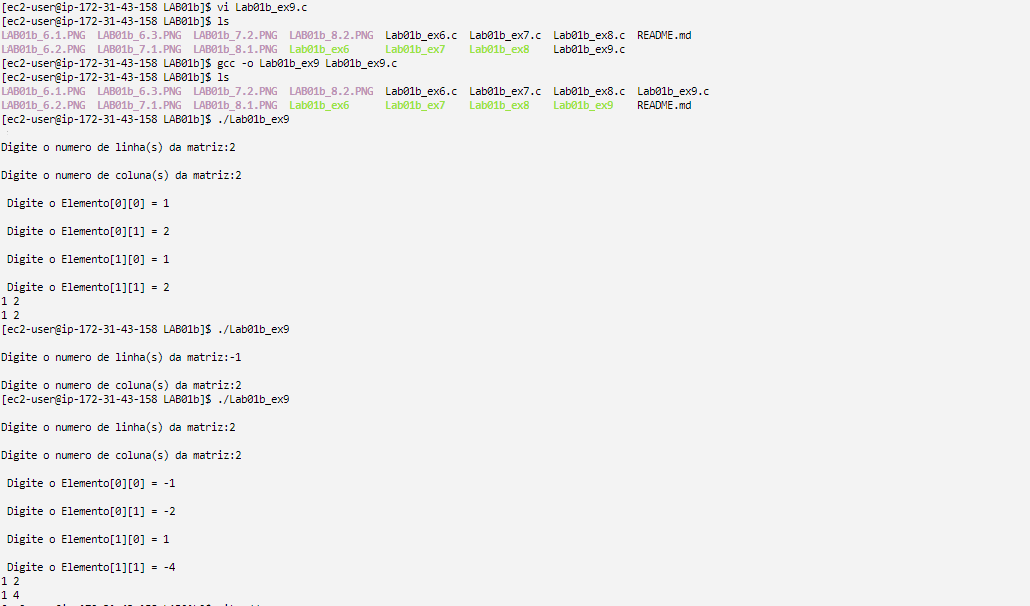 [ec2-user@ip-172-31-43-158 LAB01b]$ vi Lab01b_ex9.c
[ec2-user@ip-172-31-43-158 LAB01b]$ ls
LAB01b_6.1.PNG  LAB01b_6.3.PNG  LAB01b_7.2.PNG  LAB01b_8.2.PNG  Lab01b_ex6.c  Lab01b_ex7.c  Lab01b_ex8.c  README.md
LAB01b_6.2.PNG  LAB01b_7.1.PNG  LAB01b_8.1.PNG  Lab01b_ex6      Lab01b_ex7    Lab01b_ex8    Lab01b_ex9.c
[ec2-user@ip-172-31-43-158 LAB01b]$ gcc -o Lab01b_ex9 Lab01b_ex9.c
[ec2-user@ip-172-31-43-158 LAB01b]$ ls
LAB01b_6.1.PNG  LAB01b_6.3.PNG  LAB01b_7.2.PNG  LAB01b_8.2.PNG  Lab01b_ex6.c  Lab01b_ex7.c  Lab01b_ex8.c  Lab01b_ex9.c
LAB01b_6.2.PNG  LAB01b_7.1.PNG  LAB01b_8.1.PNG  Lab01b_ex6      Lab01b_ex7    Lab01b_ex8    Lab01b_ex9    README.md
[ec2-user@ip-172-31-43-158 LAB01b]$ ./Lab01b_ex9
Digite o numero de linha(s) da matriz:2
Digite o numero de coluna(s) da matriz:2
Digite o Elemento[0][0] = 1
Digite o Elemento[0][1] = 2
Digite o Elemento[1][0] = 1
Digite o Elemento[1][1] = 2
1 2
1 2
[ec2-user@ip-172-31-43-158 LAB01b]$ ./Lab01b_ex9
Digite o numero de linha(s) da matriz:-1
Digite o numero de coluna(s) da matriz:2
[ec2-user@ip-172-31-43-158 LAB01b]$ ./Lab01b_ex9
Digite o numero de linha(s) da matriz:2
Digite o numero de coluna(s) da matriz:2
Digite o Elemento[0][0] = -1
Digite o Elemento[0][1] = -2
Digite o Elemento[1][0] = 1
Digite o Elemento[1][1] = -4
1 2
1 4